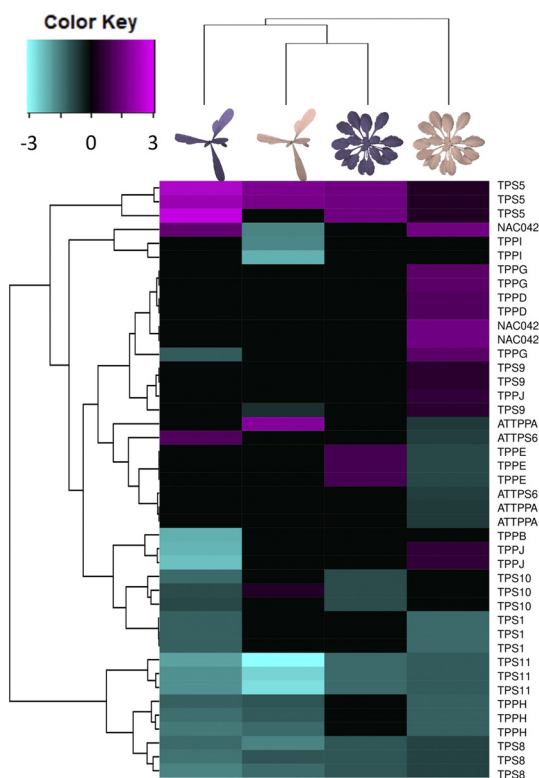 Color Key
-3 0 3
TPS5
TPS5
TPS5
NAC042
TPPI
TPPI
TPPG
TPPG
TPPD
TPPD
NAC042
NAC042
TPPG
TPS9
TPS9
TPPJ
TPS9
ATTPPA
ATTPS6
TPPE
TPPE
TPPE
ATTPS6
ATTPPA
ATTPPA
TPPB
TPPJ
TPPJ
TPS10
TPS10
TPS10
TPS1
TPS1
TPS1
TPS11
TPS11
TPS11
TPPH
TPPH
TPPH
TPS8
TPS8
TPS8